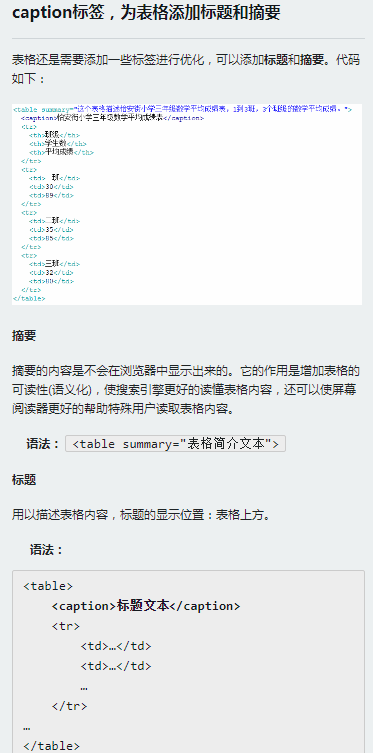 caption标签，为表格添加标题和摘要
表格还是需要添加一些标签进行优化，可以添加标题和摘要。代码
如下：
<table summary="这个表格描述怡安街小学三年级数学平均成绩表，1到3班，3个班级的数学平均成绩。">
<caption>怡安街小学三年级数学平均成绩表</caption>
<tr>
<th>班级</th>
<th>学生数</th>
<th>平均成绩</th>
</tr>
<tr>
<td>一班</td>
<td>30</td>
<td>89</td>
</tr>
<tr>
<td>二班</td>
<td>35</td>
<td>85</td>
</tr>
<tr>
<td>三班</td>
<td>32</td>
<td>80</td>
</tr>
</table>
摘要
摘要的内容是不会在浏览器中显示出来的。它的作用是增加表格的
可读性(语义化)，使搜索引擎更好的读懂表格内容，还可以使屏幕
阅读器更好的帮助特殊用户读取表格内容。
语法：<table summary="表格简介文本">
标题
用以描述表格内容，标题的显示位置：表格上方。
语法：
<table>
<caption>标题文本</caption>
<tr>
<td>…</td>
<td>…</td>
…
</tr>
…
</table>